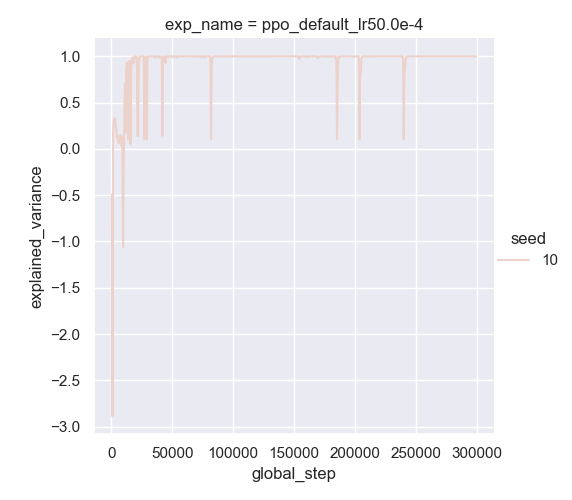 exp_name = ppo_default_lr50.0e-4
1.0
0.5
0.0
−0.5
−1.0
−1.5
−2.0
−2.5
−3.0
explained_variance
0 50000 100000 150000 200000 250000 300000
global_step
seed
10